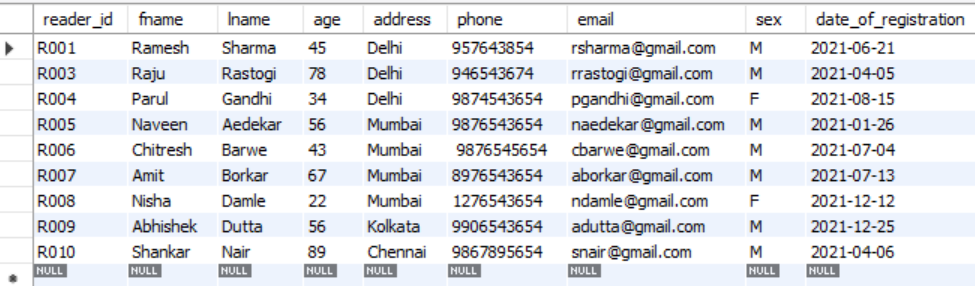 reader_id fname lname age address phone email sex date_of_registration
R001 Ramesh Sharma 45 Delhi 957643854 rsharma@gmail.com M 2021-06-21
R003 Raju Rastogi 78 Delhi 946543674 rrastogi@gmail.com M 2021-04-05
R004 Parul Gandhi 34 Delhi 9874543654 pgandhi@gmail.com F 2021-08-15
R005 Naveen Aedekar 56 Mumbai 9876543654 naedekar@gmail.com M 2021-01-26
R006 Chitresh Barwe 43 Mumbai 9876545654 cbarwe@gmail.com M 2021-07-04
R007 Amit Borkar 67 Mumbai 8976543654 aborkar@gmail.com M 2021-07-13
R008 Nisha Damle 22 Mumbai 1276543654 ndamle@gmail.com F 2021-12-12
R009 Abhishek Dutta 56 Kolkata 9906543654 adutta@gmail.com M 2021-12-25
R010 Shankar Nair 89 Chennai 9867895654 snair@gmail.com M 2021-04-06
NULL NULL NULL NULL NULL NULL NULL NULL NULL